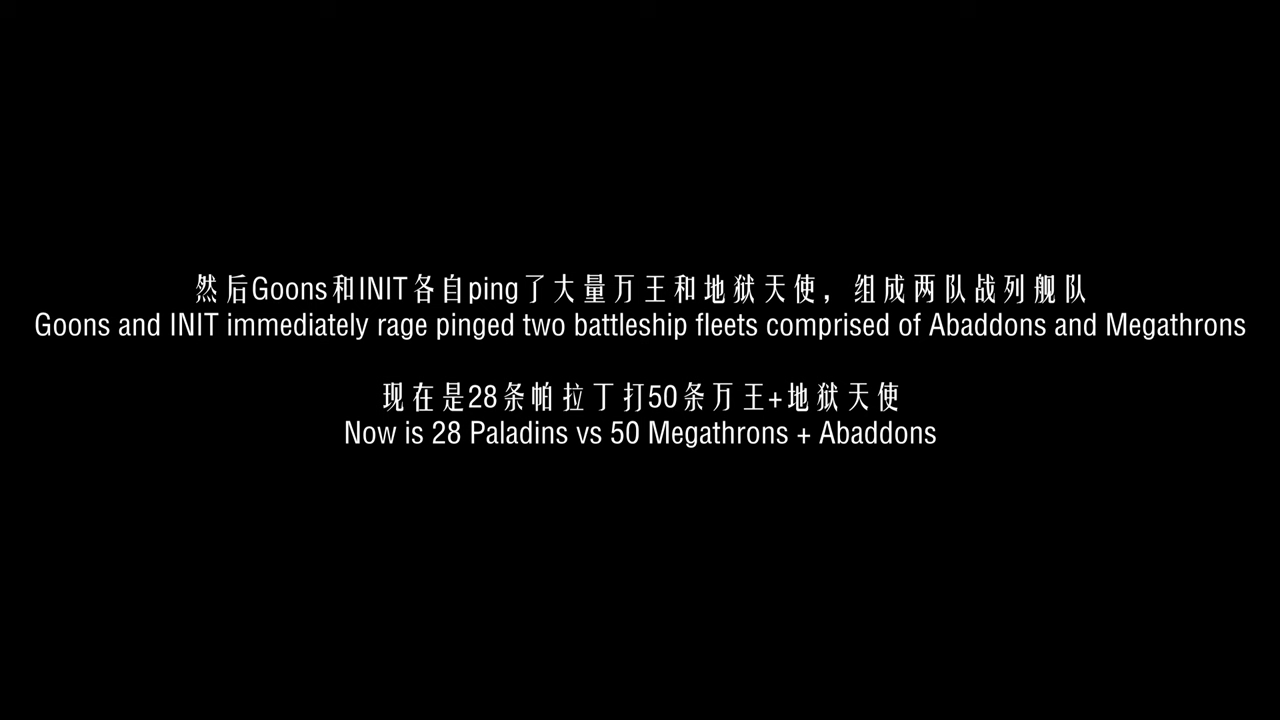 然后Goons和INIT各自ping了大量万王和地狱天使，组成两队战列舰队
Goons and INIT immediately rage pinged two battleship fleets comprised of Abaddons and Megathrons
现在是28条帕拉丁打50条万王+地狱天使
Now is 28 Paladins vs 50 Megathrons + Abaddons